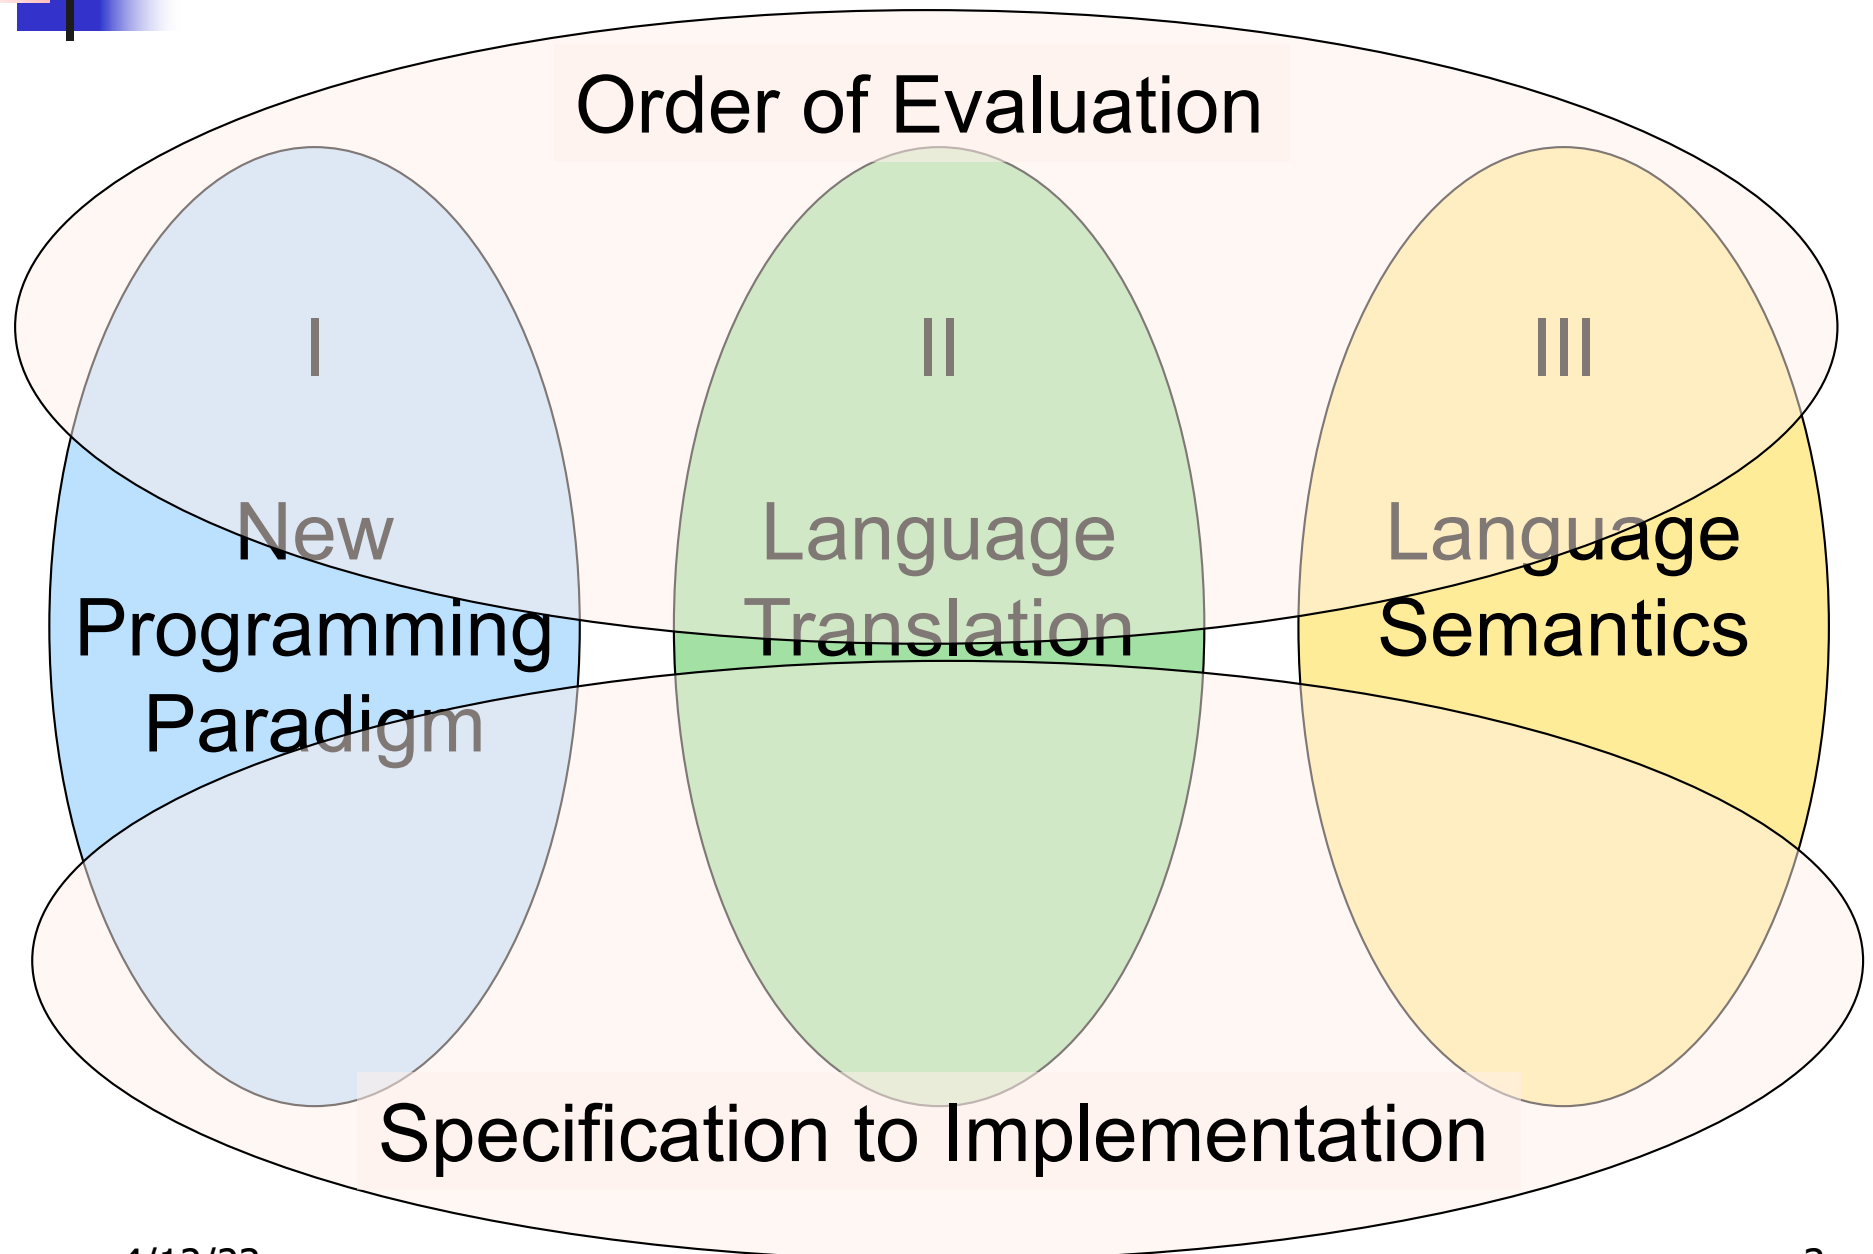 Order of Evaluation
I
New
Programming
Paradigm
II
Language
Translation
III
Language
Semantics
Specification to Implementation